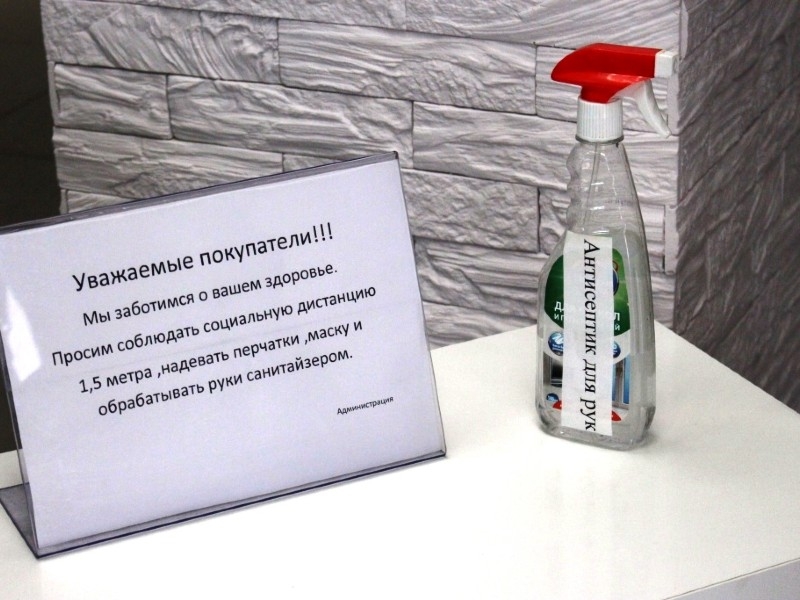 Уважаемые покупатели!!!
Мы заботимся о вашем здоровье.
Просим соблюдать социальную дистанцию
1,5 метра ,надевать перчатки ,маску и
обрабатывать руки санитайзером.
Администрация
Антисептик для рук